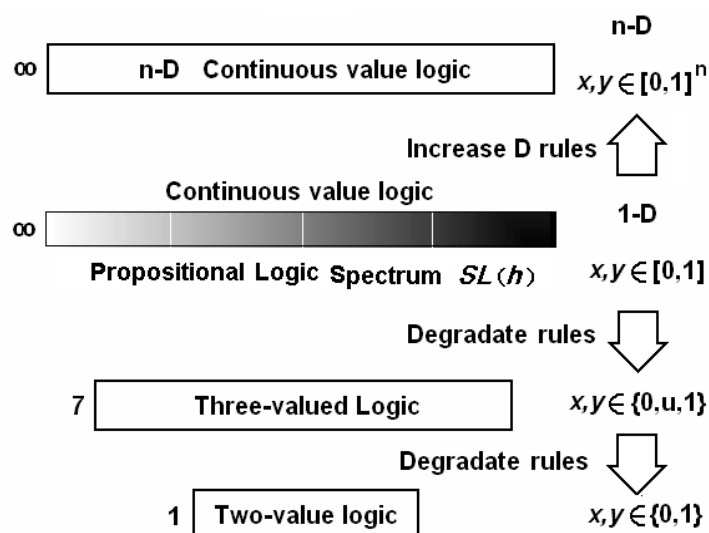 n-D
∞ n-D Continuous value logic x,y∈[0,1]ⁿ
Increase D rules
Continuous value logic
∞ 1-D
Propositional Logic Spectrum SL(h) x,y∈[0,1]
Degradate rules
7 Three-valued Logic x,y∈{0,u,1}
Degradate rules
1 Two-value logic x,y∈{0,1}